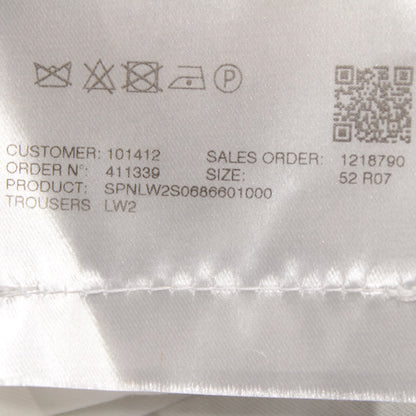 CUSTOMER: 101412 SALES ORDER: 1218790
ORDER N°: 411339 SIZE: 52 R07
PRODUCT: SPNLW2S0686601000
TROUSERS LW2